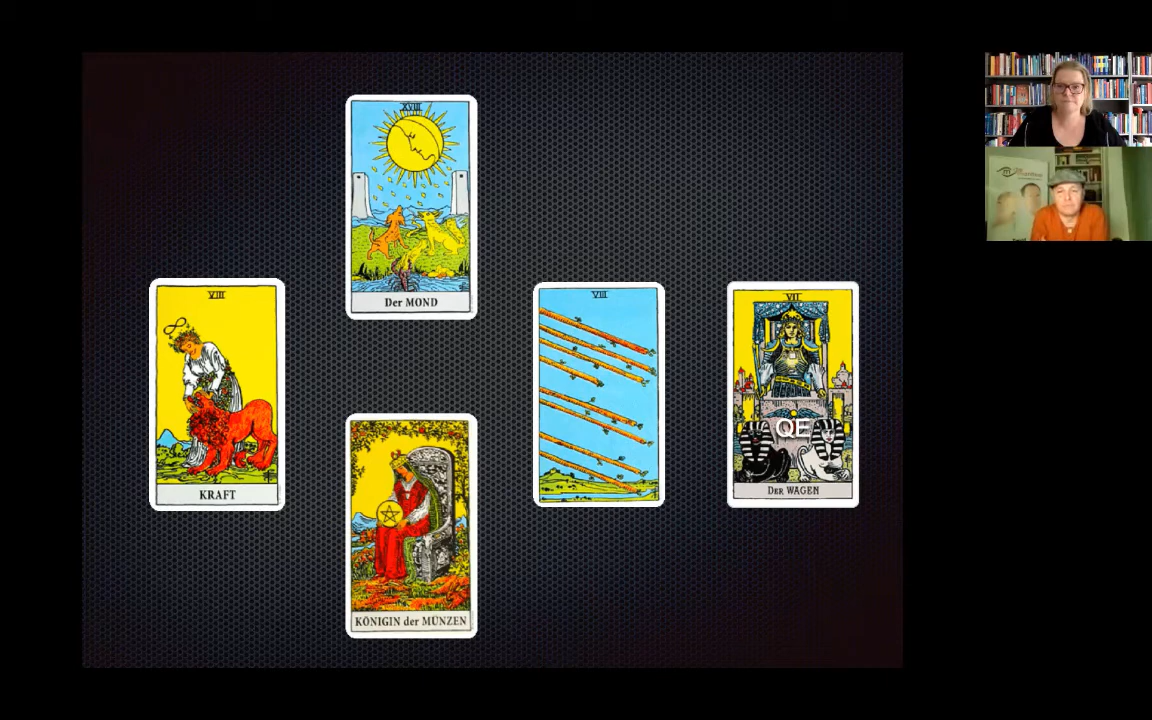 XVIII
Der MOND
VIII
KRAFT
VIII
VII
QE
DER WAGEN
KÖNIGIN der MÜNZEN